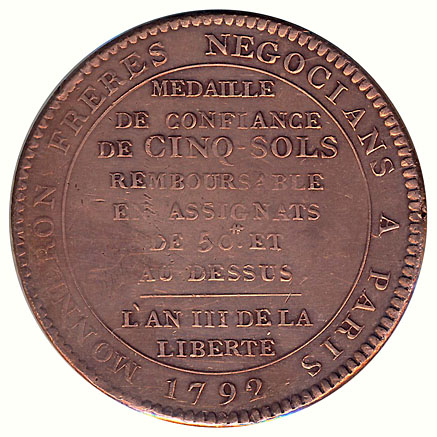 MONNERON FRERES NEGOCIANS A PARIS
MEDAILLE
DE CONFIANCE
DE CINQ-SOLS
REMBOURSABLE
EN ASSIGNATS
DE 50# ET
AU DESSUS
L'AN III DE LA
LIBERTE
1792